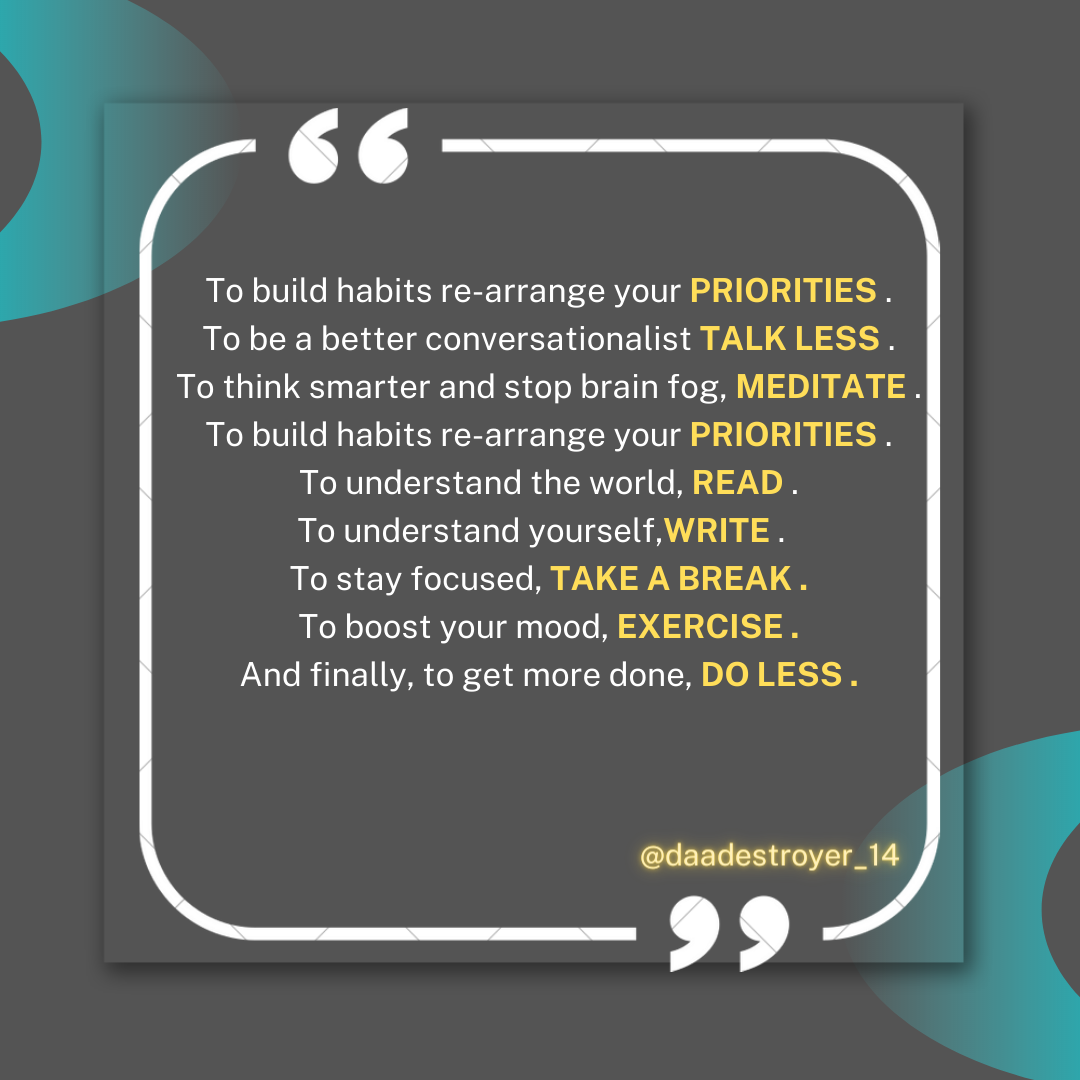 To build habits re-arrange your PRIORITIES .
To be a better conversationalist TALK LESS .
To think smarter and stop brain fog, MEDITATE .
To build habits re-arrange your PRIORITIES .
To understand the world, READ .
To understand yourself,WRITE .
To stay focused, TAKE A BREAK .
To boost your mood, EXERCISE .
And finally, to get more done, DO LESS .
@daadestroyer_14